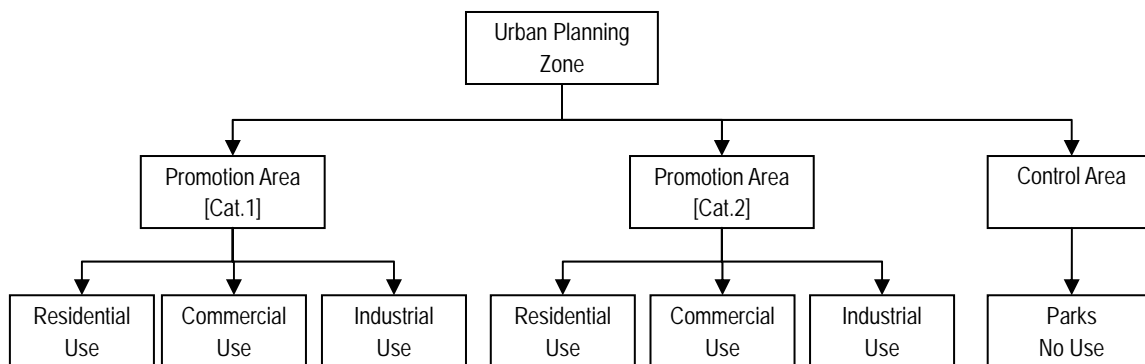 Urban Planning
Zone
Promotion Area
[Cat.1]
Promotion Area
[Cat.2]
Control Area
Residential
Use
Commercial
Use
Industrial
Use
Residential
Use
Commercial
Use
Industrial
Use
Parks
No Use